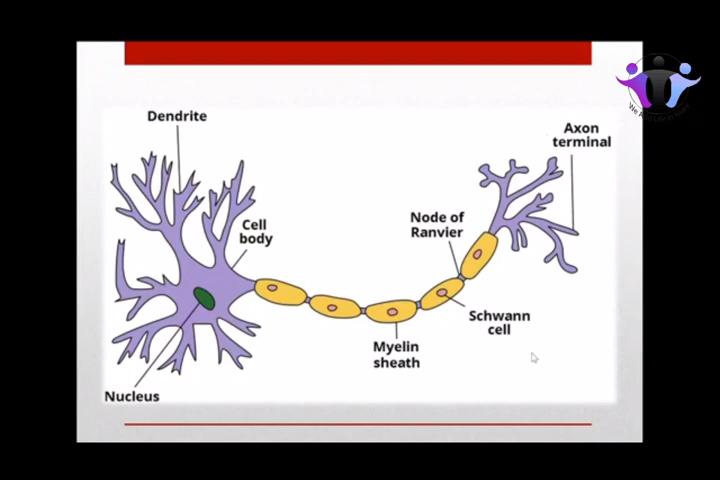 Dendrite
Axon
terminal
Cell
body
Node of
Ranvier
Schwann
cell
Myelin
sheath
Nucleus